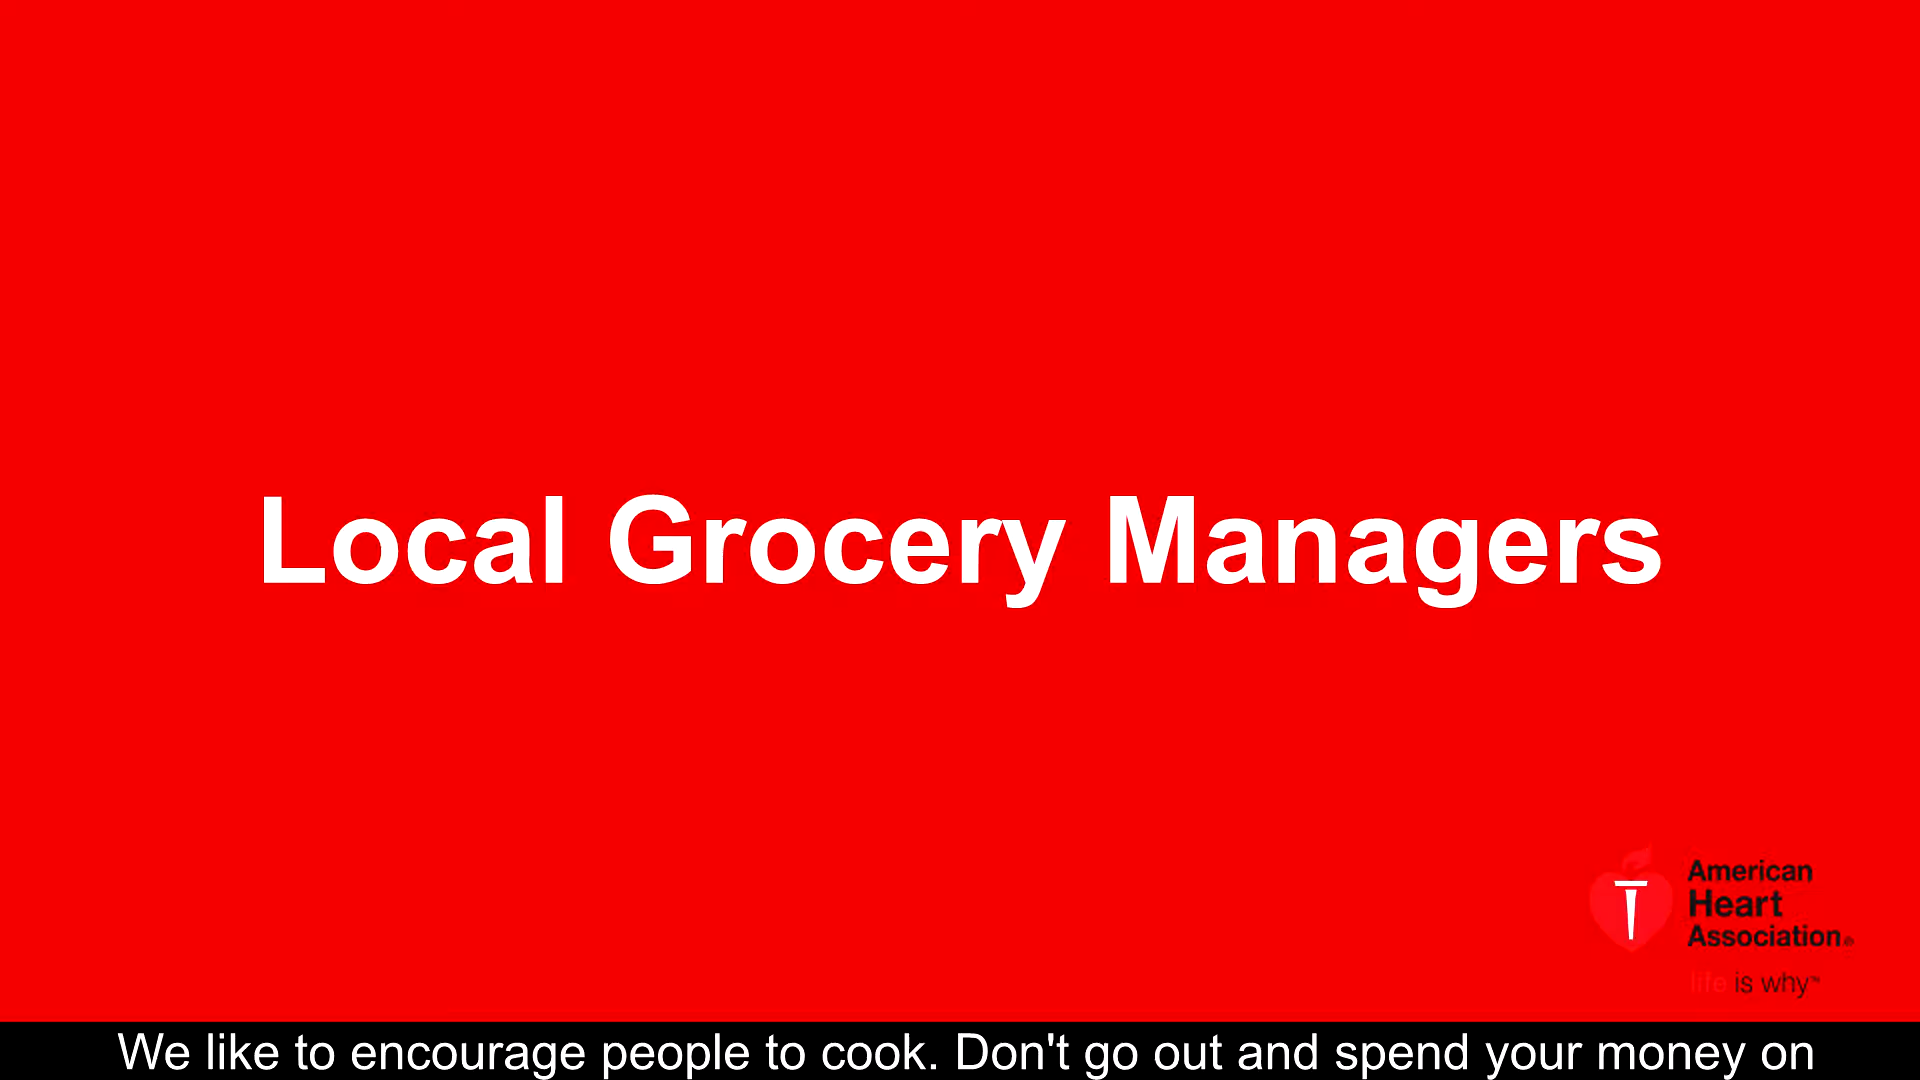 Local Grocery Managers
American
Heart
Association®
life is why™
We like to encourage people to cook. Don't go out and spend your money on